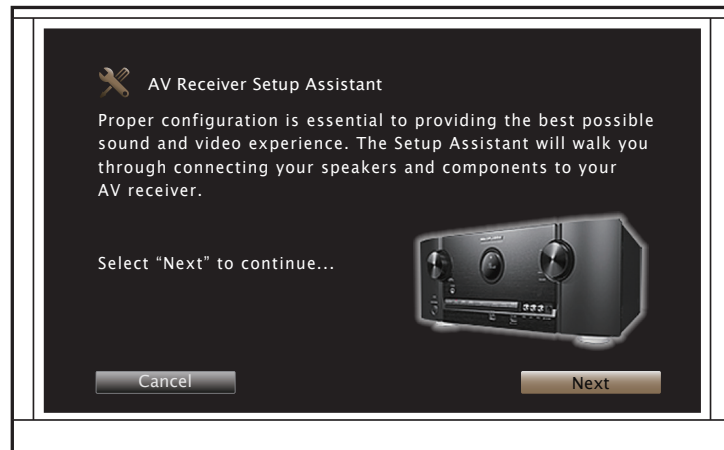 AV Receiver Setup Assistant
Proper configuration is essential to providing the best possible
sound and video experience. The Setup Assistant will walk you
through connecting your speakers and components to your
AV receiver.
Select “Next” to continue...
Cancel
Next